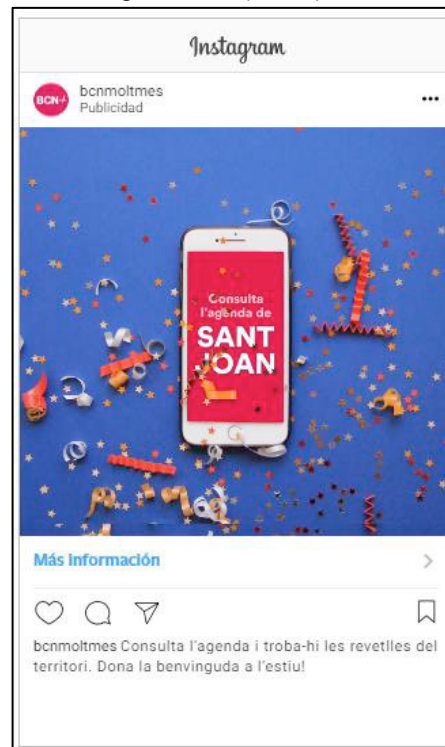 Instagram
BCN+
bcnmoltmes
Publicidad
Consulta
l'agenda de
SANT
JOAN
Más información
bcnmoltmes Consulta l'agenda i troba-hi les revetlles del
territori. Dona la benvinguda a l'estiu!